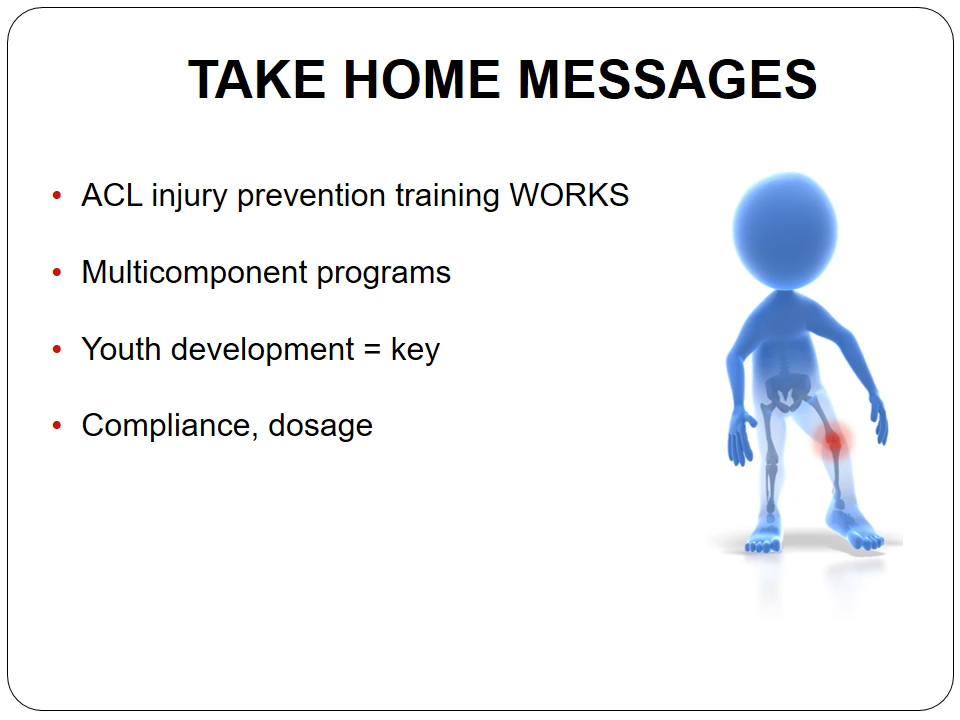 TAKE HOME MESSAGES
• ACL injury prevention training WORKS
• Multicomponent programs
• Youth development = key
• Compliance, dosage